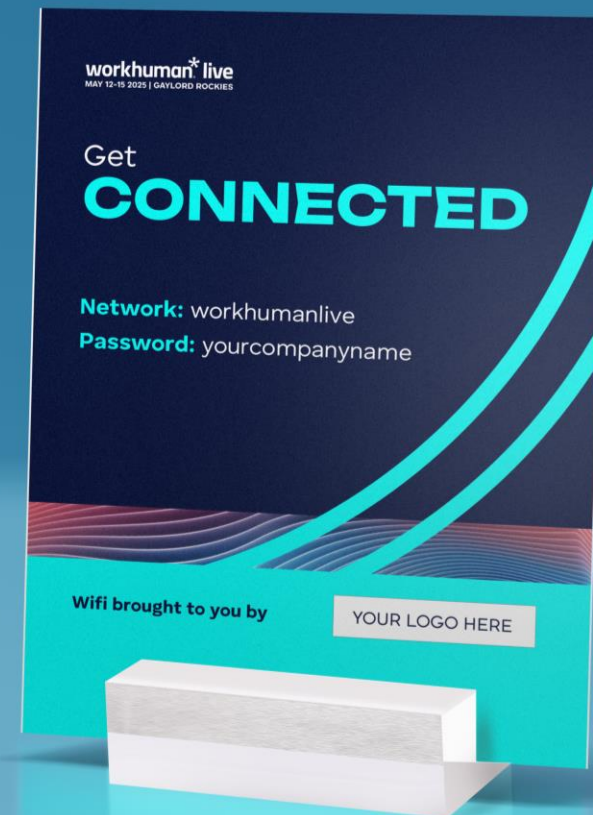 workhuman* live
MAY 12-15 2025 | GAYLORD ROCKIES
Get
CONNECTED
Network: workhumanlive
Password: yourcompanyname
Wifi brought to you by
YOUR LOGO HERE